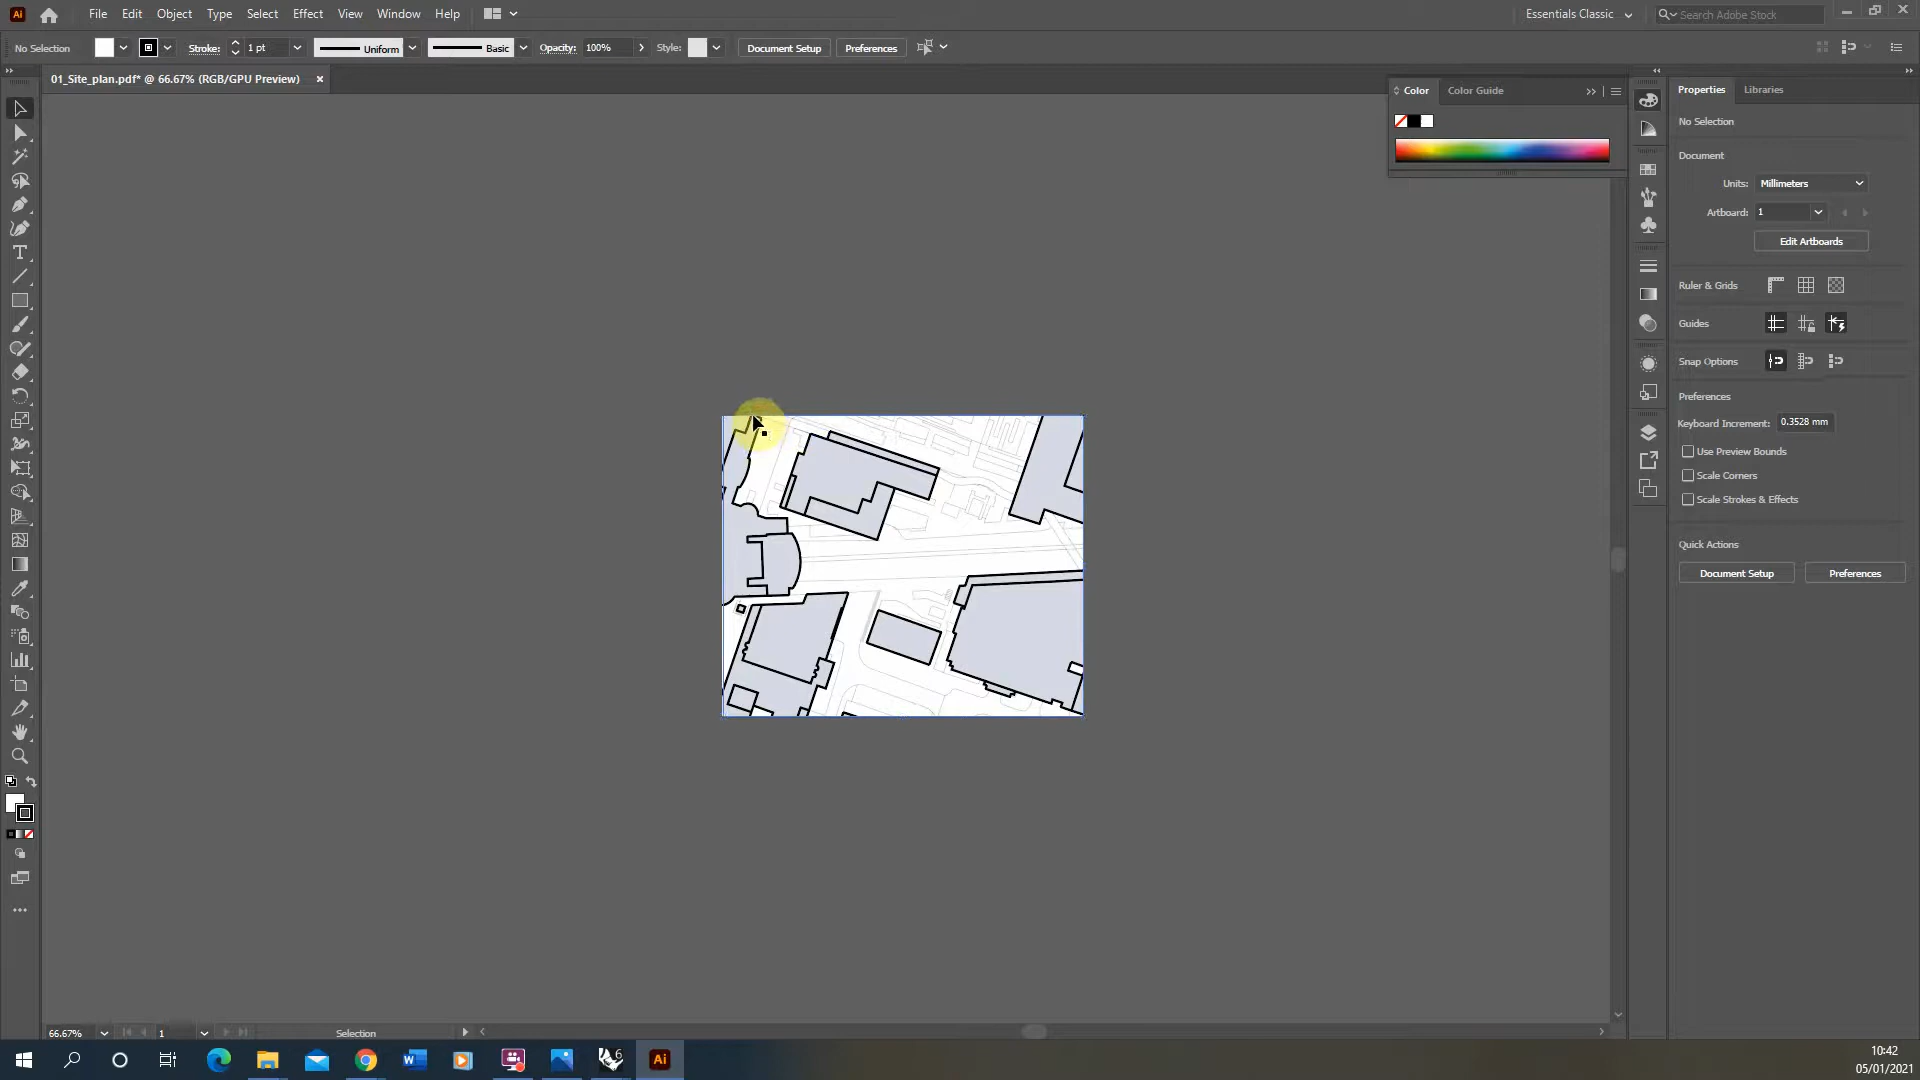 Ai File Edit Object Type Select Effect View Window Help Essentials Classic Search Adobe Stock
No Selection Stroke: 1 pt Uniform Basic Opacity: 100% Style: Document Setup Preferences
01_Site_plan.pdf* @ 66.67% (RGB/GPU Preview)
Color Color Guide
Properties Libraries
No Selection
Document
Units: Millimeters
Artboard: 1
Edit Artboards
Ruler & Grids
Guides
Snap Options
Preferences
Keyboard Increment: 0.3528 mm
Use Preview Bounds
Scale Corners
Scale Strokes & Effects
Quick Actions
Document Setup Preferences
66.67% 1 Selection
6 Ai
10:42
05/01/2021